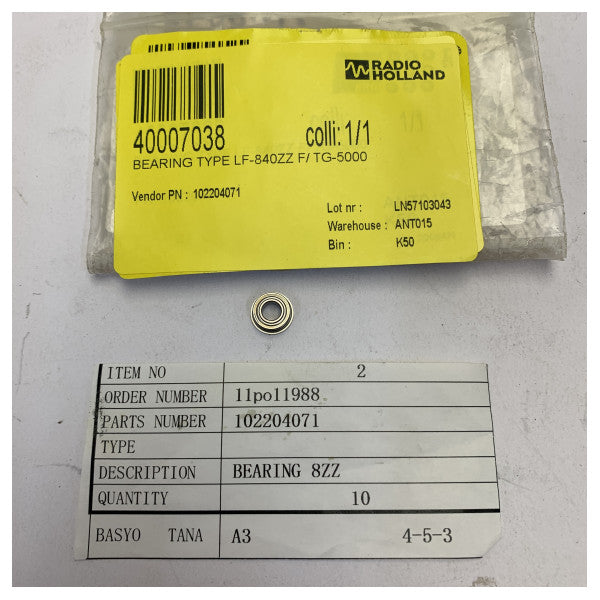 RADIO
HOLLAND
40007038 colli: 1/1
BEARING TYPE LF-840ZZ F/ TG-5000
Vendor PN : 102204071
Lot nr : LN57103043
Warehouse : ANT015
Bin : K50
ITEM NO 2
ORDER NUMBER 11po11988
PARTS NUMBER 102204071
TYPE
DESCRIPTION BEARING 8ZZ
QUANTITY 10
BASYO TANA A3 4-5-3